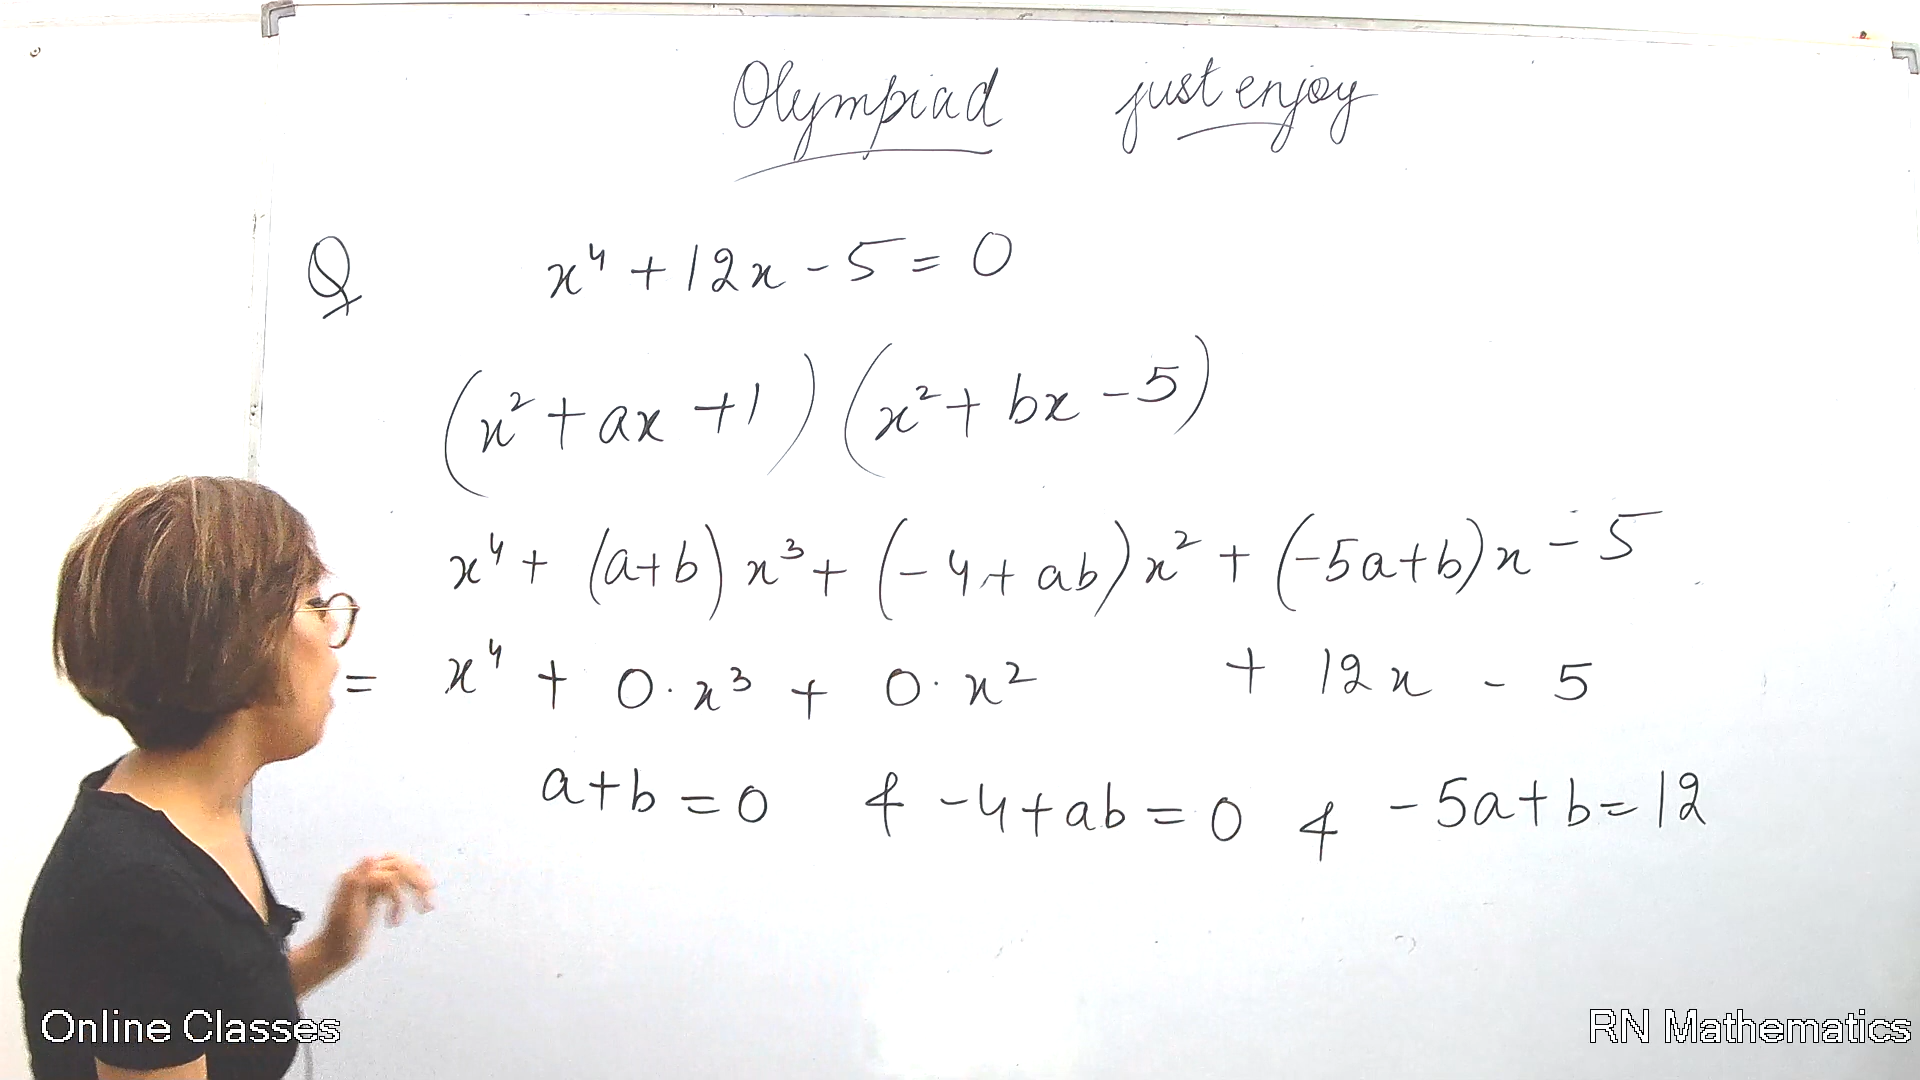 Olympiad just enjoy
Q x⁴ + 12x - 5 = 0
(x² + ax + 1) (x² + bx - 5)
x⁴ + (a+b) x³ + (-4 + ab) x² + (-5a+b) x - 5
= x⁴ + 0·x³ + 0·x² + 12x - 5
a+b = 0 & -4+ab = 0 & -5a+b = 12
Online Classes
RN Mathematics